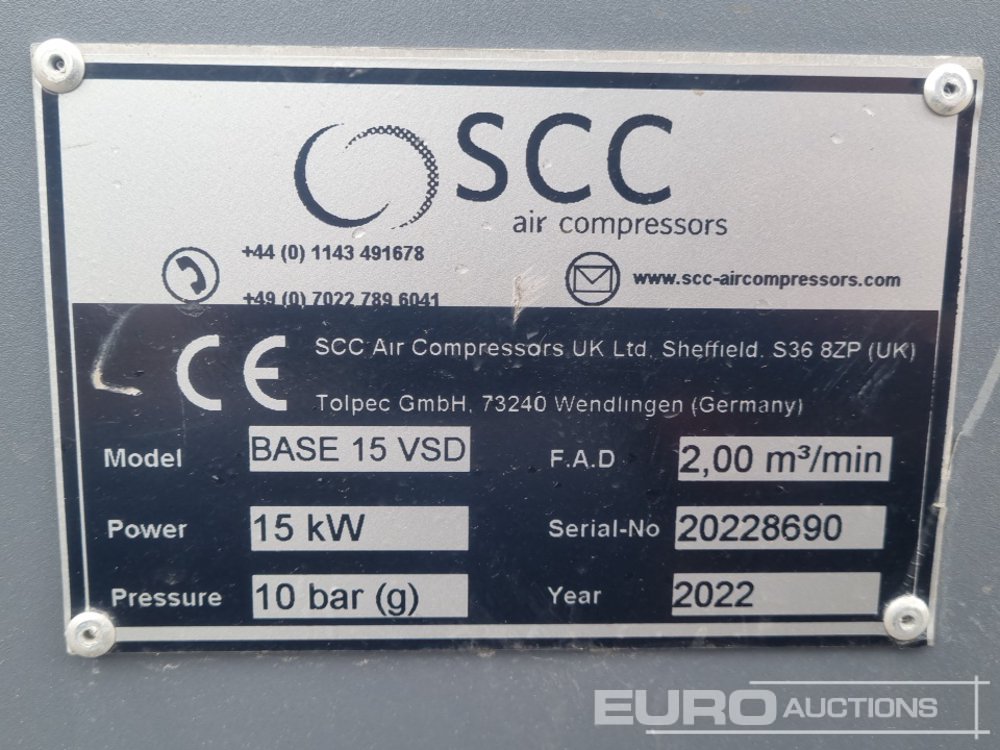 SCC
air compressors
+44 (0) 1143 491678
+49 (0) 7022 789 6041
www.scc-aircompressors.com
CE
SCC Air Compressors UK Ltd. Sheffield. S36 8ZP (UK)
Tolpec GmbH, 73240 Wendlingen (Germany)
Model BASE 15 VSD F.A.D 2,00 m³/min
Power 15 kW Serial-No 20228690
Pressure 10 bar (g) Year 2022
EURO AUCTIONS